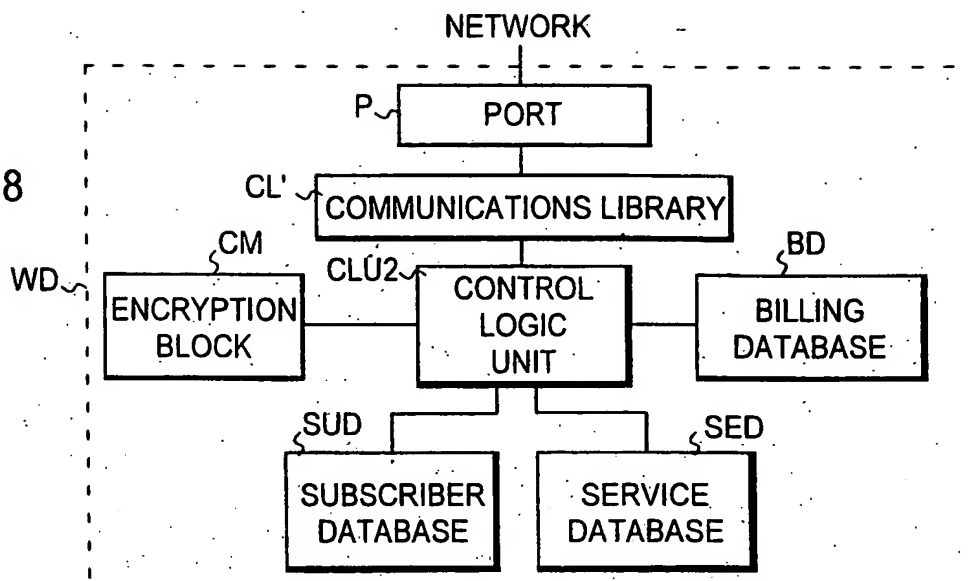 NETWORK
P
PORT
8
CL'
COMMUNICATIONS LIBRARY
CM
CLU2
BD
WD
ENCRYPTION
BLOCK
CONTROL
LOGIC
UNIT
BILLING
DATABASE
SUD
SED
SUBSCRIBER
DATABASE
SERVICE
DATABASE